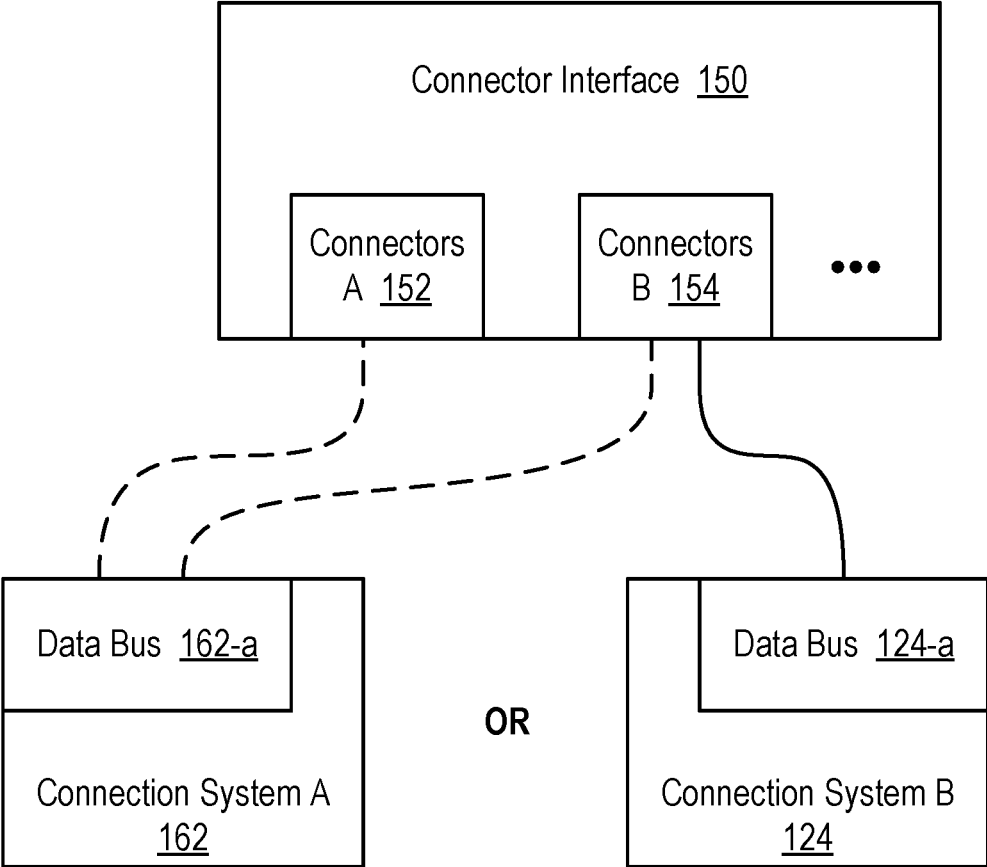 Connector Interface 150
Connectors
A 152
Connectors
B 154
•••
Data Bus 162-a
Data Bus 124-a
OR
Connection System A
162
Connection System B
124